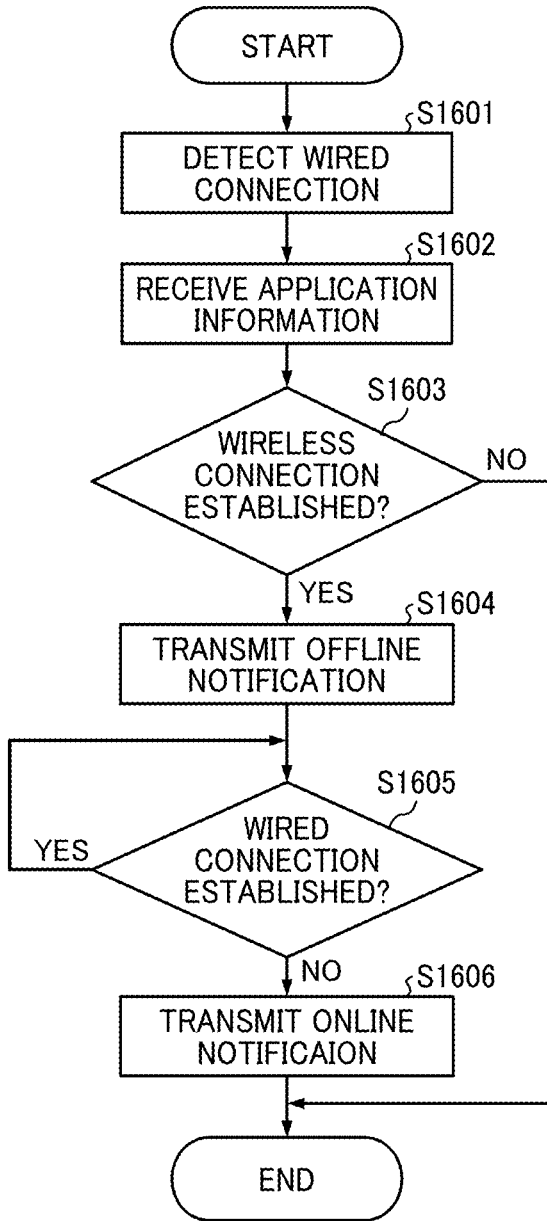 START
S1601
DETECT WIRED
CONNECTION
S1602
RECEIVE APPLICATION
INFORMATION
S1603
WIRELESS
CONNECTION
ESTABLISHED?
NO
YES
S1604
TRANSMIT OFFLINE
NOTIFICATION
S1605
WIRED
CONNECTION
ESTABLISHED?
YES
NO
S1606
TRANSMIT ONLINE
NOTIFICAION
END